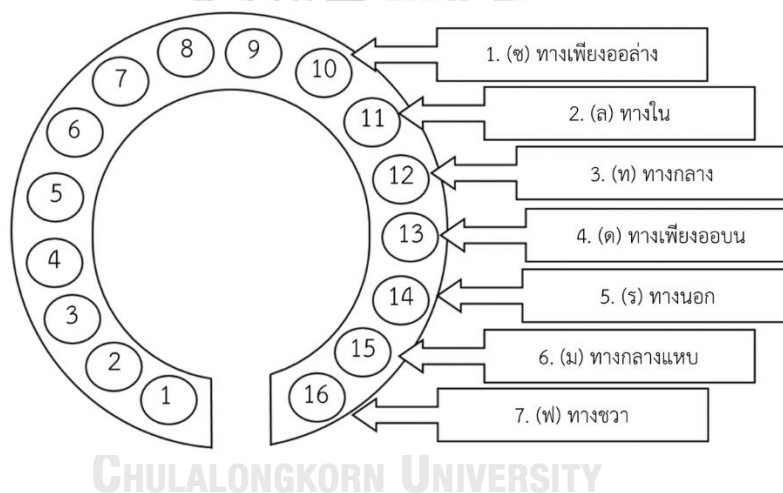 1. (ซ) ทางเพียงออล่าง
2. (ล) ทางใน
3. (ท) ทางกลาง
4. (ด) ทางเพียงออบน
5. (ร) ทางนอก
6. (ม) ทางกลางแหบ
7. (ฟ) ทางชวา
1
2
3
4
5
6
7
8
9
10
11
12
13
14
15
16
CHULALONGKORN UNIVERSITY